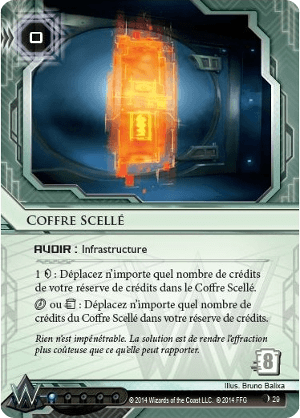 0
COFFRE SCELLÉ
AVOIR : Infrastructure
1 : Déplacez n'importe quel nombre de crédits
de votre réserve de crédits dans le Coffre Scellé.
ou : Déplacez n'importe quel nombre de
crédits du Coffre Scellé dans votre réserve de crédits.
Rien n'est impénétrable. La solution est de rendre l'effraction
plus coûteuse que ce qu'elle peut rapporter.
8
Illus. Bruno Balixa
© 2014 Wizards of the Coast LLC. © 2014 FFG
29